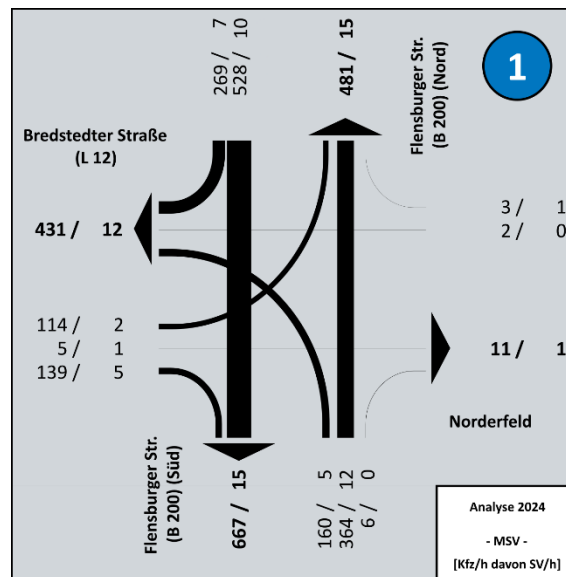 269 / 7
528 / 10
481 / 15
Flensburger Str.
(B 200) (Nord)
1
Bredstedter Straße
(L 12)
431 / 12
3 / 1
2 / 0
114 / 2
5 / 1
139 / 5
11 / 1
Norderfeld
Flensburger Str.
(B 200) (Süd)
667 / 15
160 / 5
364 / 12
6 / 0
Analyse 2024
- MSV -
[Kfz/h davon SV/h]